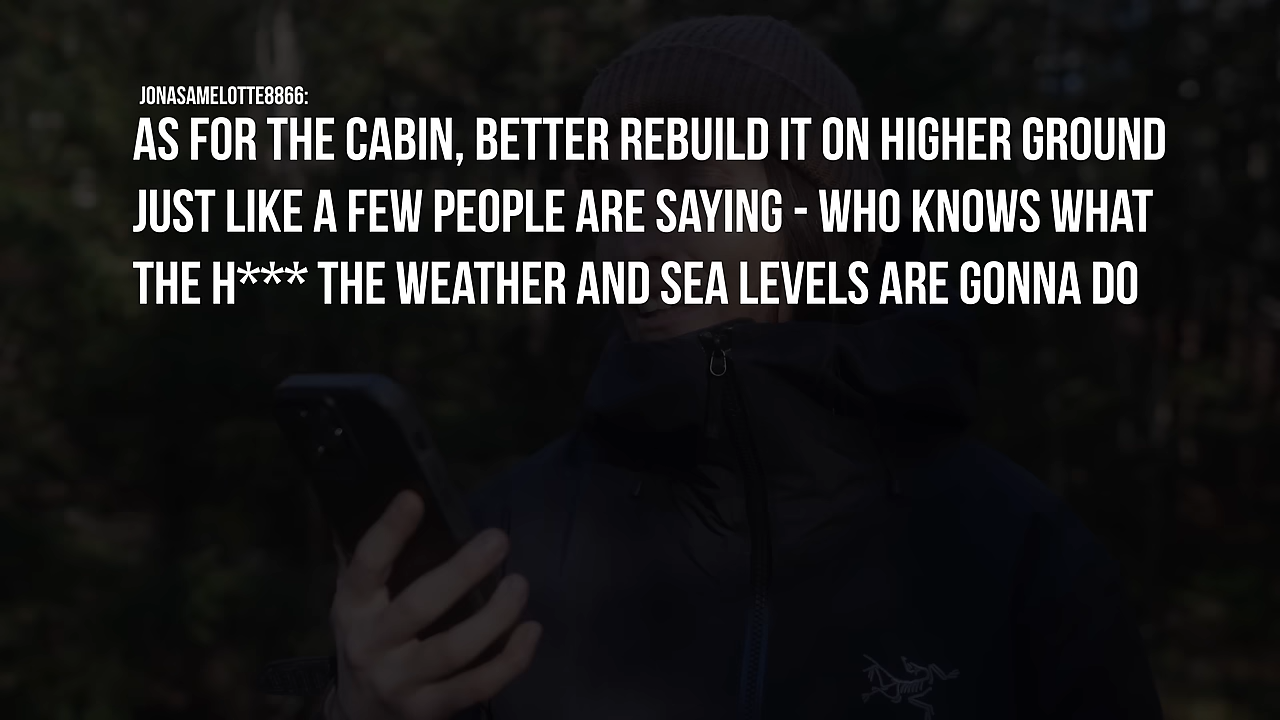 JONASAMELOTTE8866:
AS FOR THE CABIN, BETTER REBUILD IT ON HIGHER GROUND
JUST LIKE A FEW PEOPLE ARE SAYING - WHO KNOWS WHAT
THE H*** THE WEATHER AND SEA LEVELS ARE GONNA DO